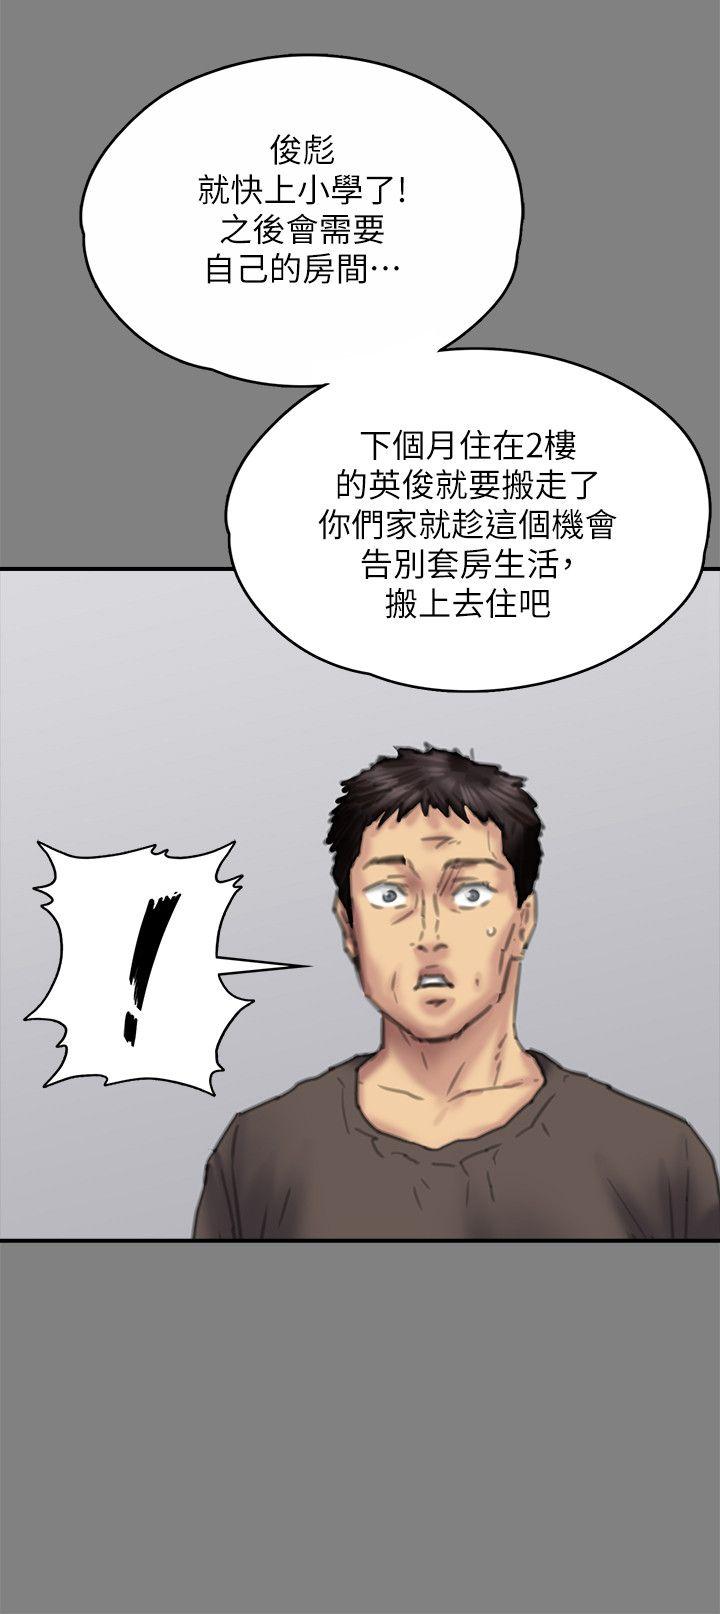 俊彪
就快上小學了!
之後會需要
自己的房間…
下個月住在2樓
的英俊就要搬走了
你們家就趁這個機會
告別套房生活,
搬上去住吧
!